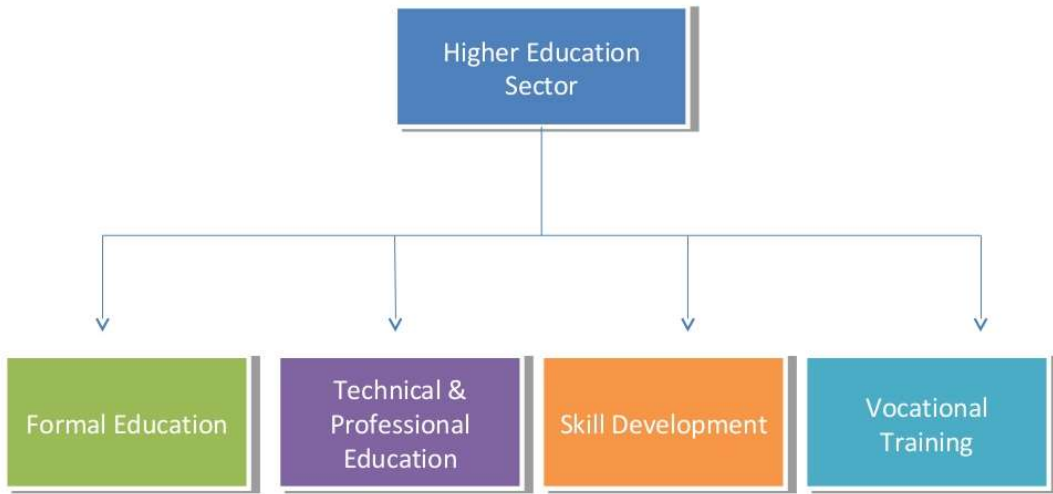 Higher Education
Sector
Formal Education
Technical &
Professional
Education
Skill Development
Vocational
Training